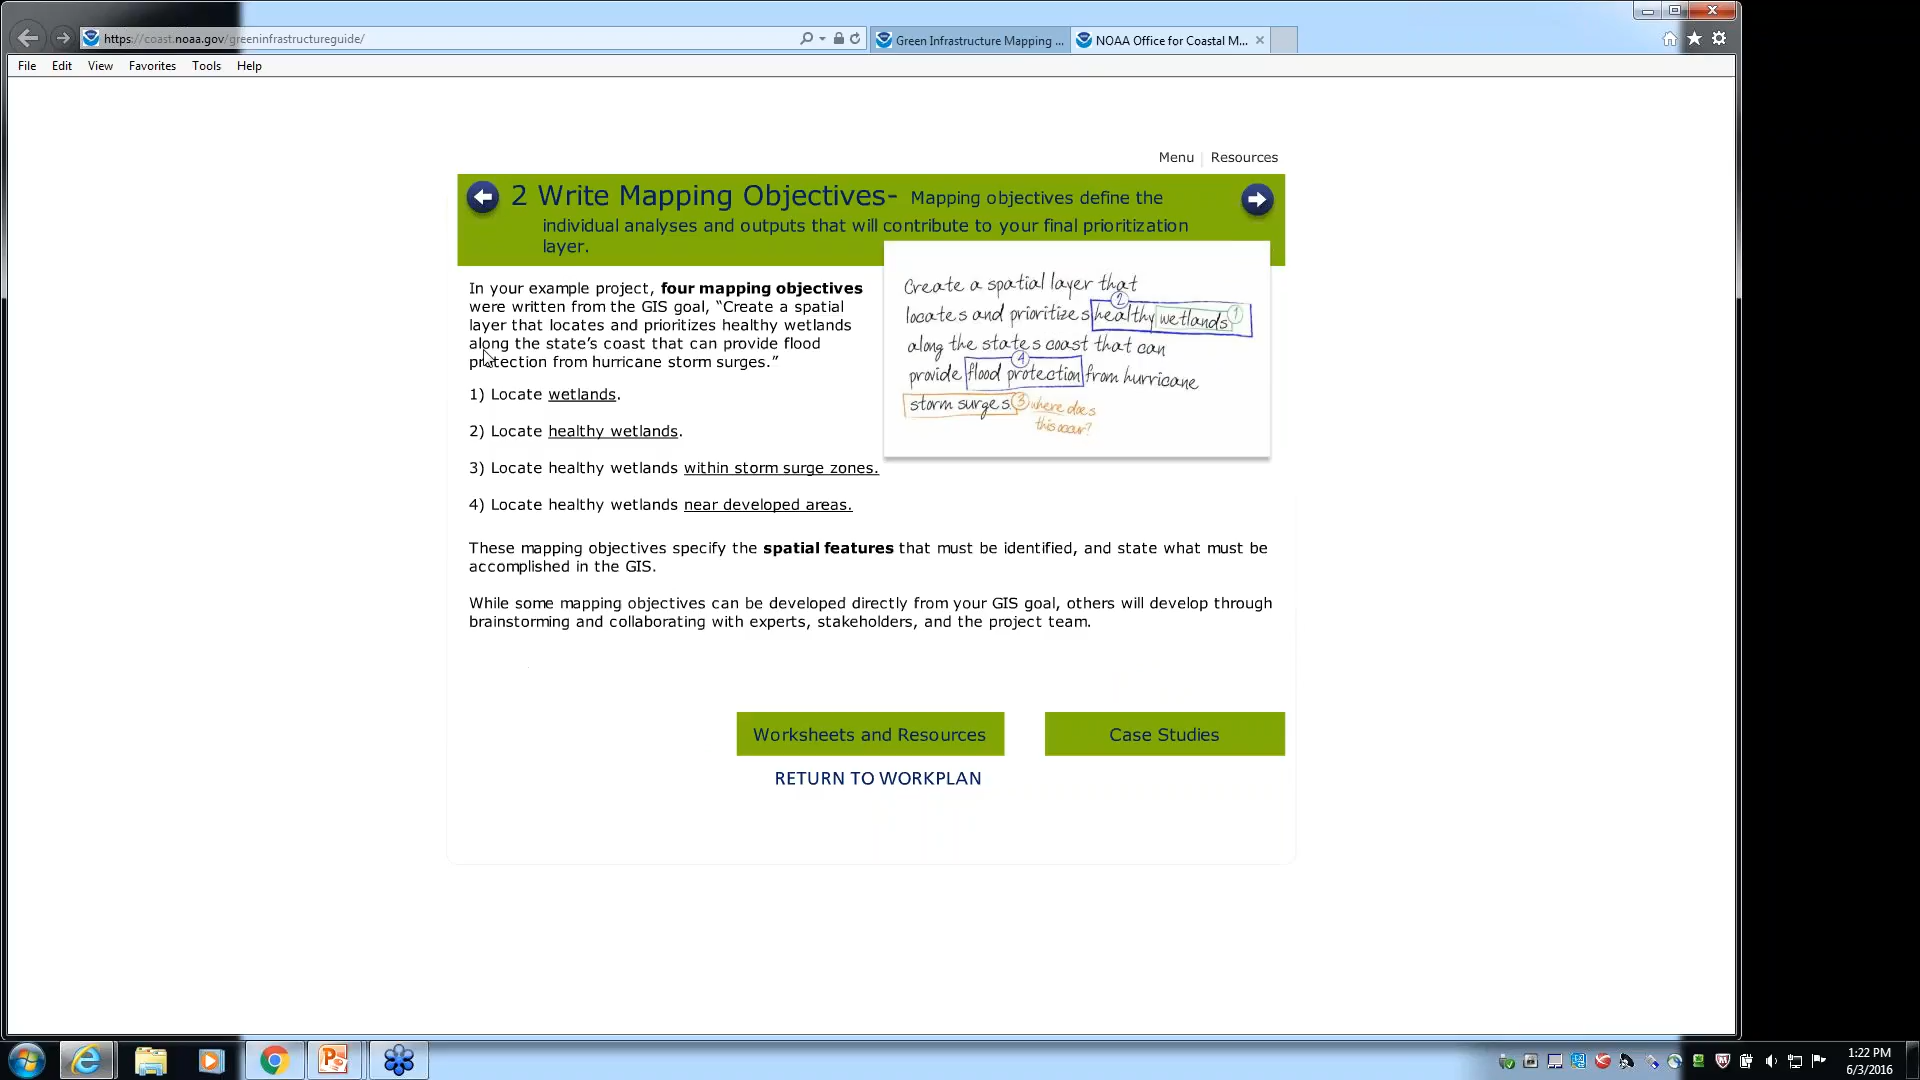 https://coast.noaa.gov/greeninfrastructureguide/
Green Infrastructure Mapping ...
NOAA Office for Coastal M...
File Edit View Favorites Tools Help
Menu Resources
2 Write Mapping Objectives- Mapping objectives define the
individual analyses and outputs that will contribute to your final prioritization
layer.
In your example project, four mapping objectives
were written from the GIS goal, “Create a spatial
layer that locates and prioritizes healthy wetlands
along the state’s coast that can provide flood
protection from hurricane storm surges.”
1) Locate wetlands.
2) Locate healthy wetlands.
3) Locate healthy wetlands within storm surge zones.
4) Locate healthy wetlands near developed areas.
Create a spatial layer that
2
locates and prioritizes healthy wetlands 1
along the states coast that can
4
provide flood protection from hurricane
storm surges 3 where does
this occur?
These mapping objectives specify the spatial features that must be identified, and state what must be
accomplished in the GIS.
While some mapping objectives can be developed directly from your GIS goal, others will develop through
brainstorming and collaborating with experts, stakeholders, and the project team.
Worksheets and Resources
Case Studies
RETURN TO WORKPLAN
1:22 PM
6/3/2016